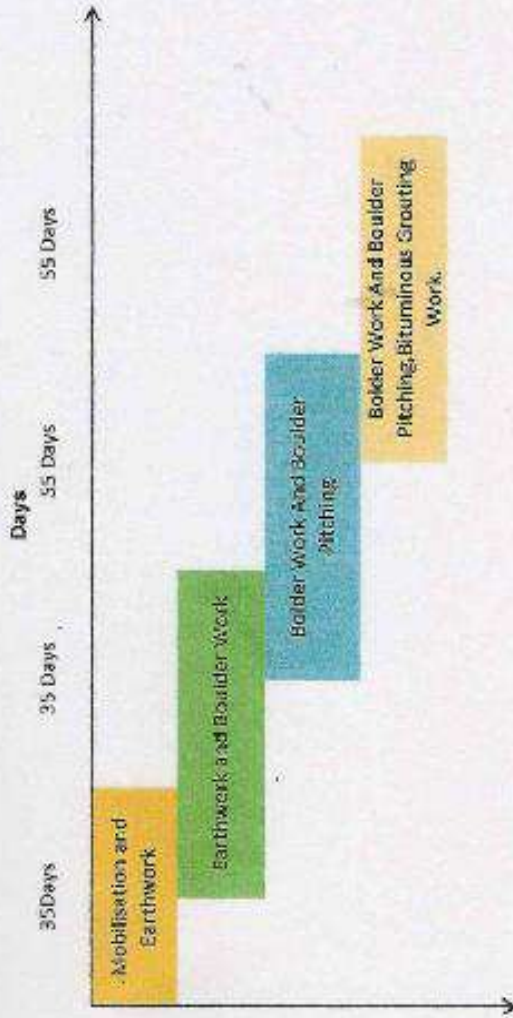 Days
35Days 35 Days 55 Days 55 Days
Mobilisation and
Earthwork
Earthwork and Boulder Work
Bolder Work And Boulder
Pitching
Bolder Work And Boulder
Pitching,Bituminous Grouting
Work.